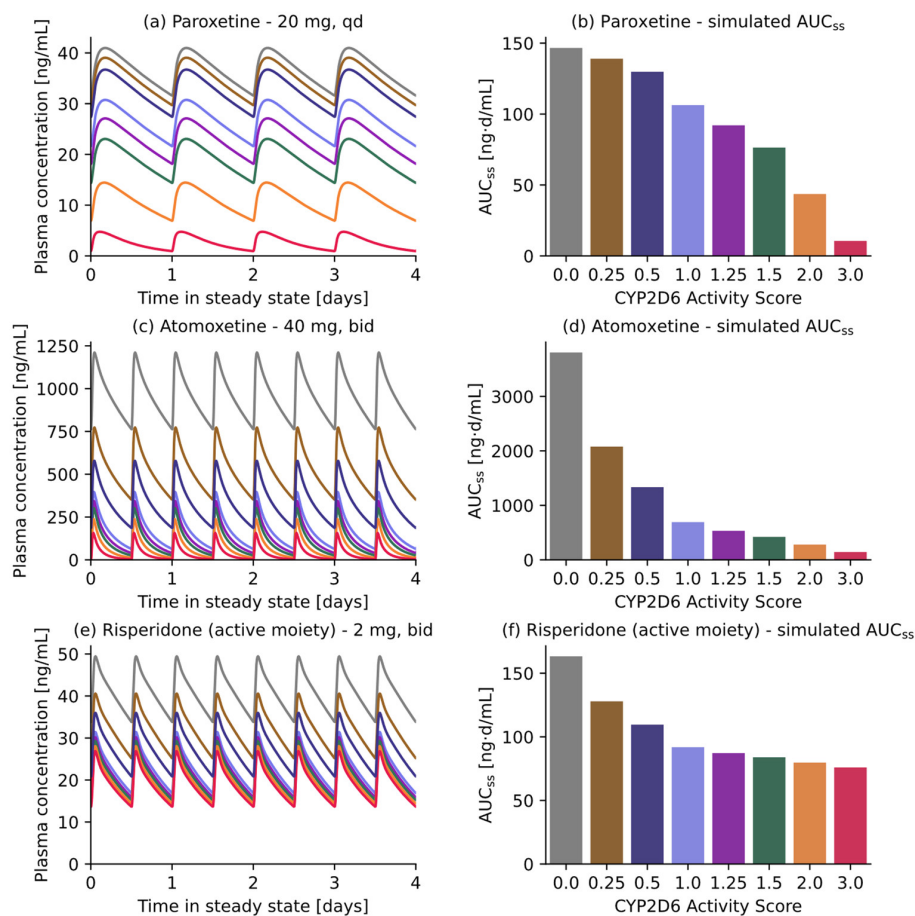 (a) Paroxetine - 20 mg, qd
Plasma concentration [ng/mL]
40
30
20
10
0
0 1 2 3 4
Time in steady state [days]
(b) Paroxetine - simulated AUCss
AUCss [ng·d/mL]
150
100
50
0
0.0 0.25 0.5 1.0 1.25 1.5 2.0 3.0
CYP2D6 Activity Score
(c) Atomoxetine - 40 mg, bid
Plasma concentration [ng/mL]
1250
1000
750
500
250
0
0 1 2 3 4
Time in steady state [days]
(d) Atomoxetine - simulated AUCss
AUCss [ng·d/mL]
3000
2000
1000
0
0.0 0.25 0.5 1.0 1.25 1.5 2.0 3.0
CYP2D6 Activity Score
(e) Risperidone (active moiety) - 2 mg, bid
Plasma concentration [ng/mL]
50
40
30
20
10
0
0 1 2 3 4
Time in steady state [days]
(f) Risperidone (active moiety) - simulated AUCss
AUCss [ng·d/mL]
150
100
50
0
0.0 0.25 0.5 1.0 1.25 1.5 2.0 3.0
CYP2D6 Activity Score